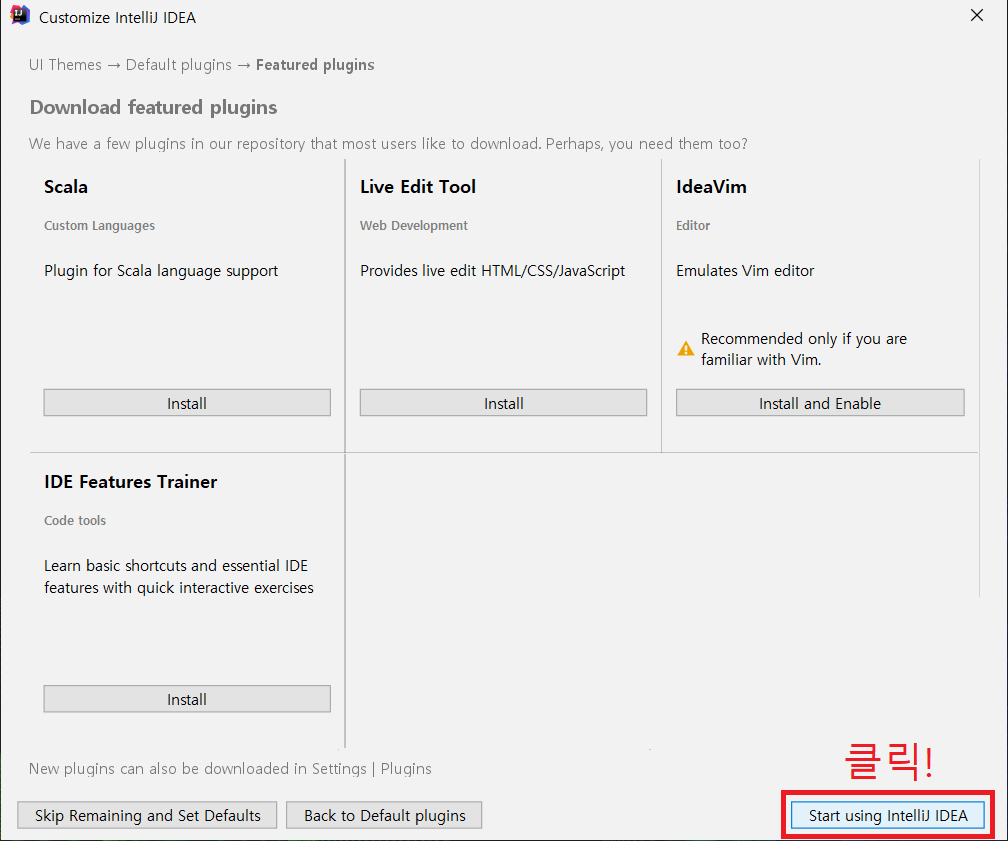 Customize IntelliJ IDEA
UI Themes → Default plugins → Featured plugins
Download featured plugins
We have a few plugins in our repository that most users like to download. Perhaps, you need them too?
Scala
Custom Languages
Plugin for Scala language support
Install
Live Edit Tool
Web Development
Provides live edit HTML/CSS/JavaScript
Install
IdeaVim
Editor
Emulates Vim editor
Recommended only if you are
familiar with Vim.
Install and Enable
IDE Features Trainer
Code tools
Learn basic shortcuts and essential IDE
features with quick interactive exercises
Install
New plugins can also be downloaded in Settings | Plugins
클릭!
Skip Remaining and Set Defaults
Back to Default plugins
Start using IntelliJ IDEA